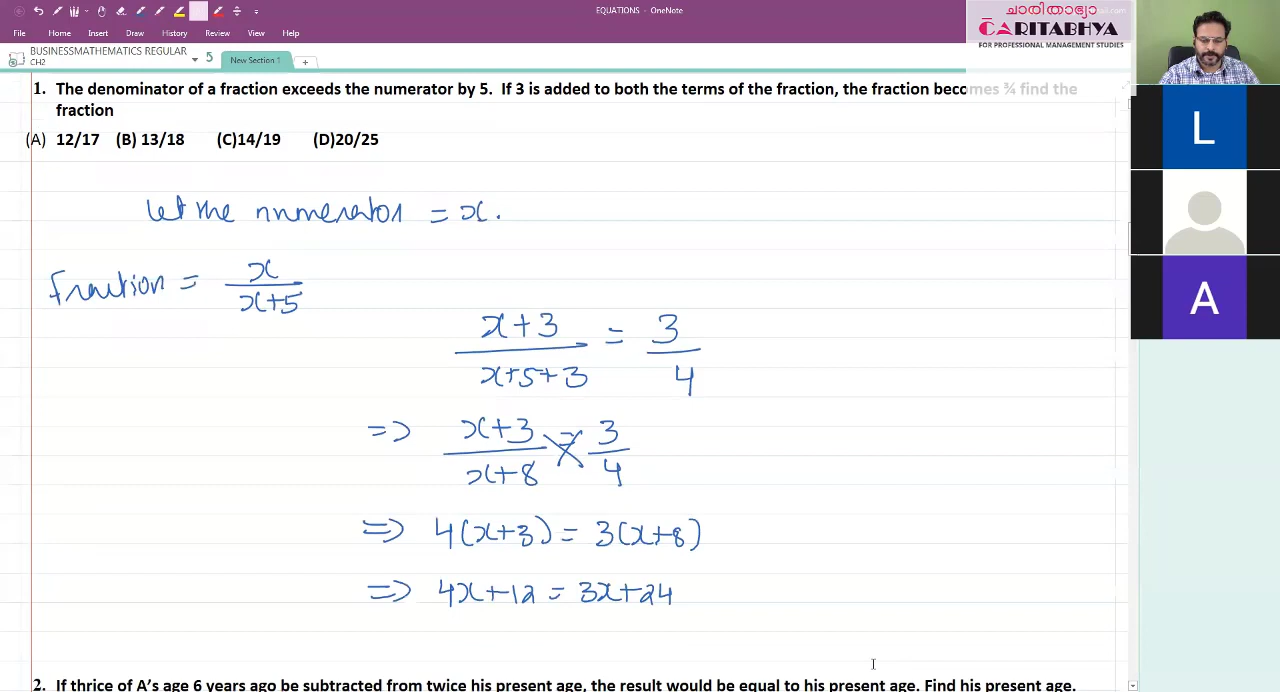 EQUATIONS - OneNote
File Home Insert Draw History Review View Help
ചാരിതാഭ്യാ
CARITABHYA
FOR PROFESSIONAL MANAGEMENT STUDIES
BUSINESSMATHEMATICS REGULAR
CH2
New Section 1
+
1. The denominator of a fraction exceeds the numerator by 5. If 3 is added to both the terms of the fraction, the fraction becomes ¾ find the
fraction
(A) 12/17 (B) 13/18 (C)14/19 (D)20/25
Let the numerator = x.
Fraction = x/(x+5)
(x+3)/(x+5+3) = 3/4
=> (x+3)/(x+8) = 3/4
=> 4(x+3) = 3(x+8)
=> 4x+12 = 3x+24
2. If thrice of A's age 6 years ago be subtracted from twice his present age, the result would be equal to his present age. Find his present age.
L
A